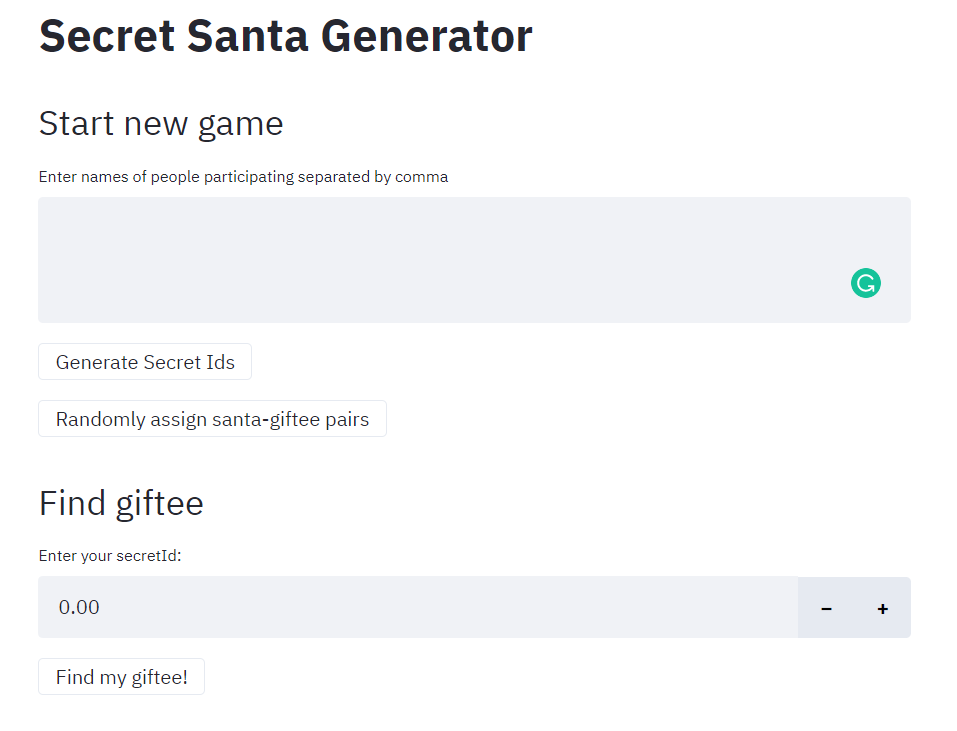 Secret Santa Generator
Start new game
Enter names of people participating separated by comma
Generate Secret Ids
Randomly assign santa-giftee pairs
Find giftee
Enter your secretId:
0.00
− +
Find my giftee!